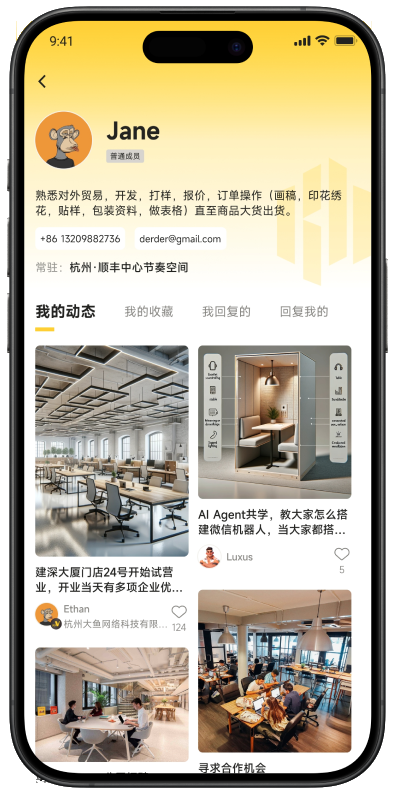 9:41
Jane
普通成员
熟悉对外贸易，开发，打样，报价，订单操作（画稿，印花绣
花，贴样，包装资料，做表格）直至商品大货出货。
+86 13209882736
derder@gmail.com
常驻：杭州·顺丰中心节奏空间
我的动态
我的收藏
我回复的
回复我的
建深大厦门店24号开始试营
业，开业当天有多项企业优...
Ethan
杭州大鱼网络科技有限...
124
AI Agent共学，教大家怎么搭
建微信机器人，当大家都搭...
Luxus
5
寻求合作机会